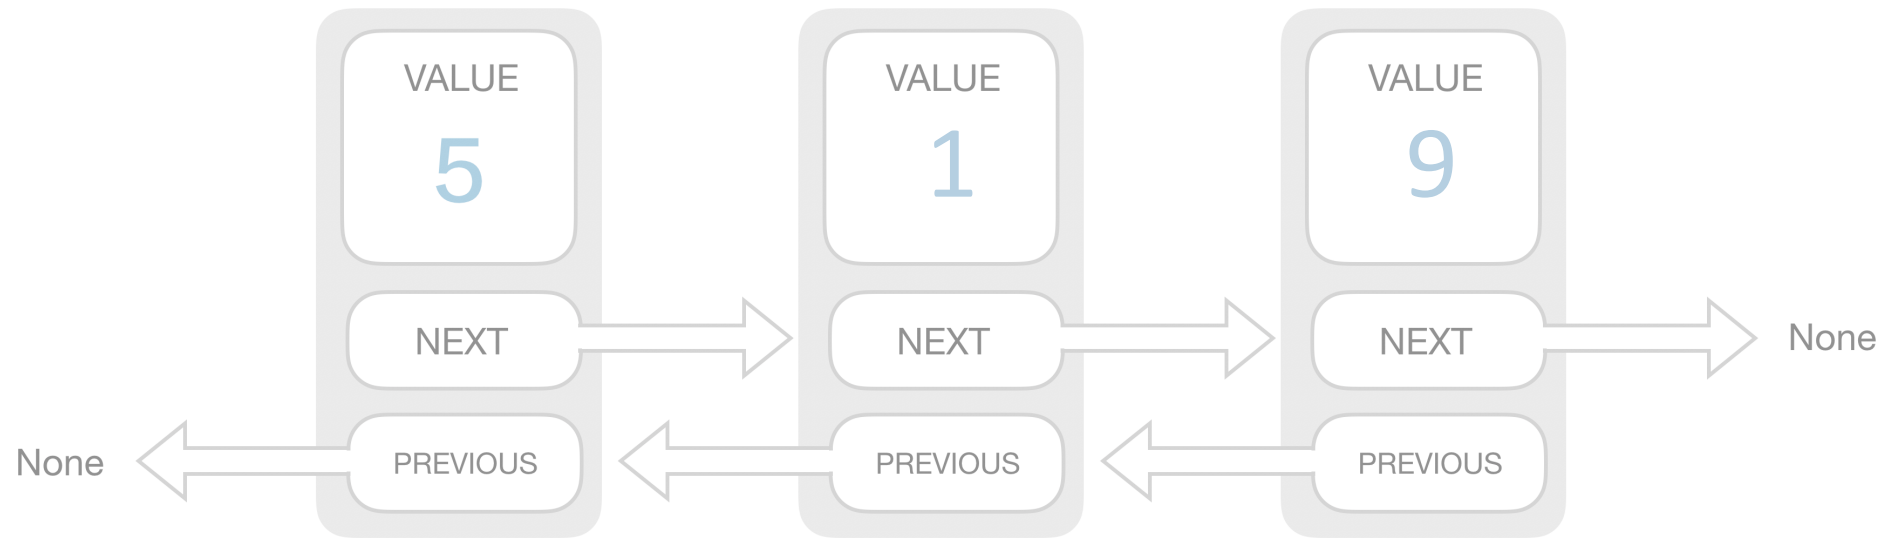 VALUE
5
NEXT
PREVIOUS
VALUE
1
NEXT
PREVIOUS
VALUE
9
NEXT
PREVIOUS
None
None